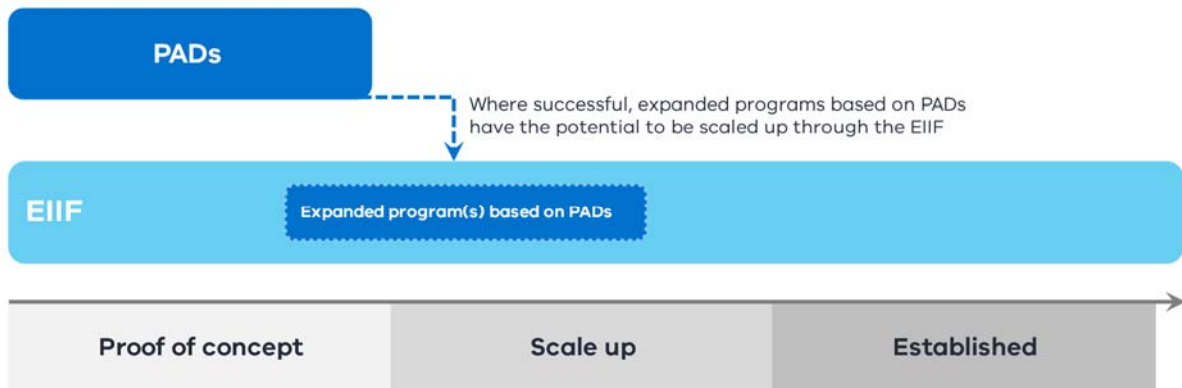 PADs
Where successful, expanded programs based on PADs
have the potential to be scaled up through the EIIF
EIIF
Expanded program(s) based on PADs
Proof of concept
Scale up
Established